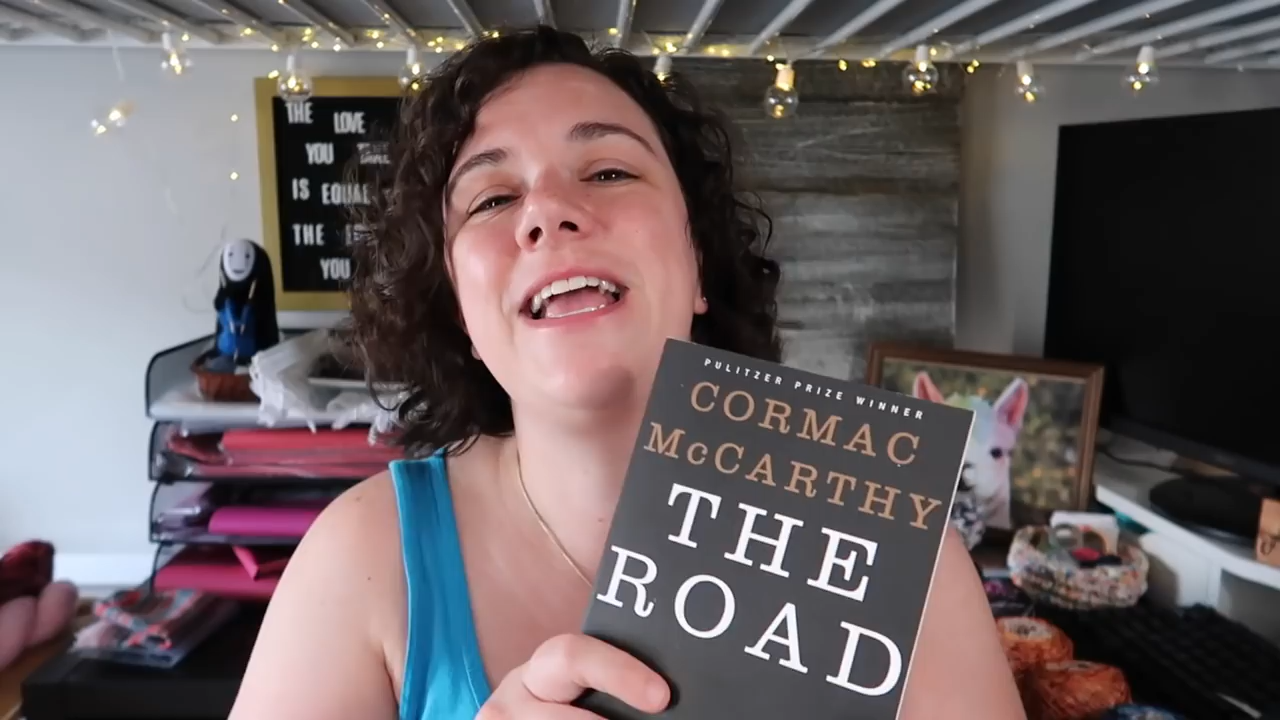 THE LOVE
YOU
IS EQUAL
THE
YOU
PULITZER PRIZE WINNER
CORMAC
McCARTHY
THE
ROAD